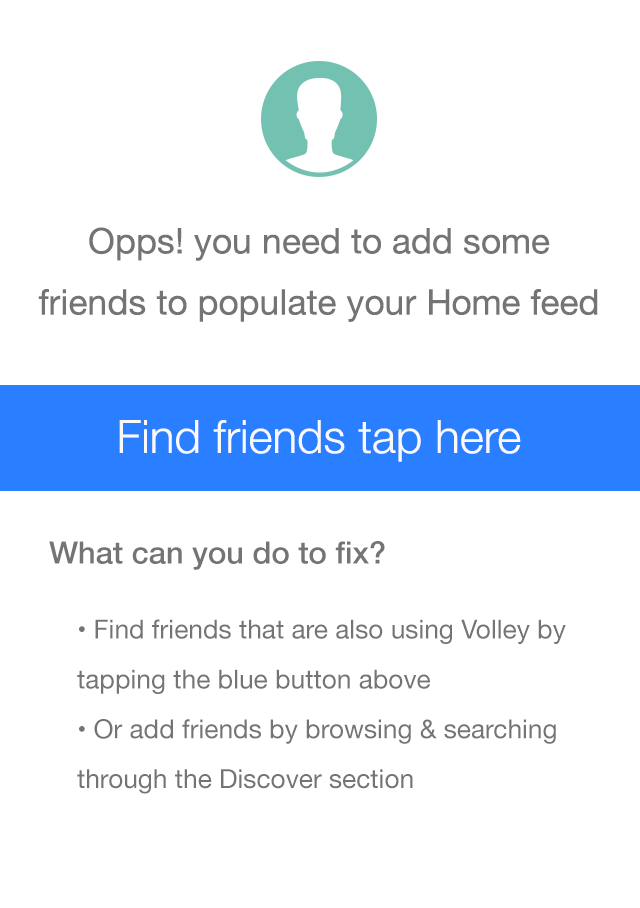 Opps! you need to add some
friends to populate your Home feed
Find friends tap here
What can you do to fix?
• Find friends that are also using Volley by
tapping the blue button above
• Or add friends by browsing & searching
through the Discover section